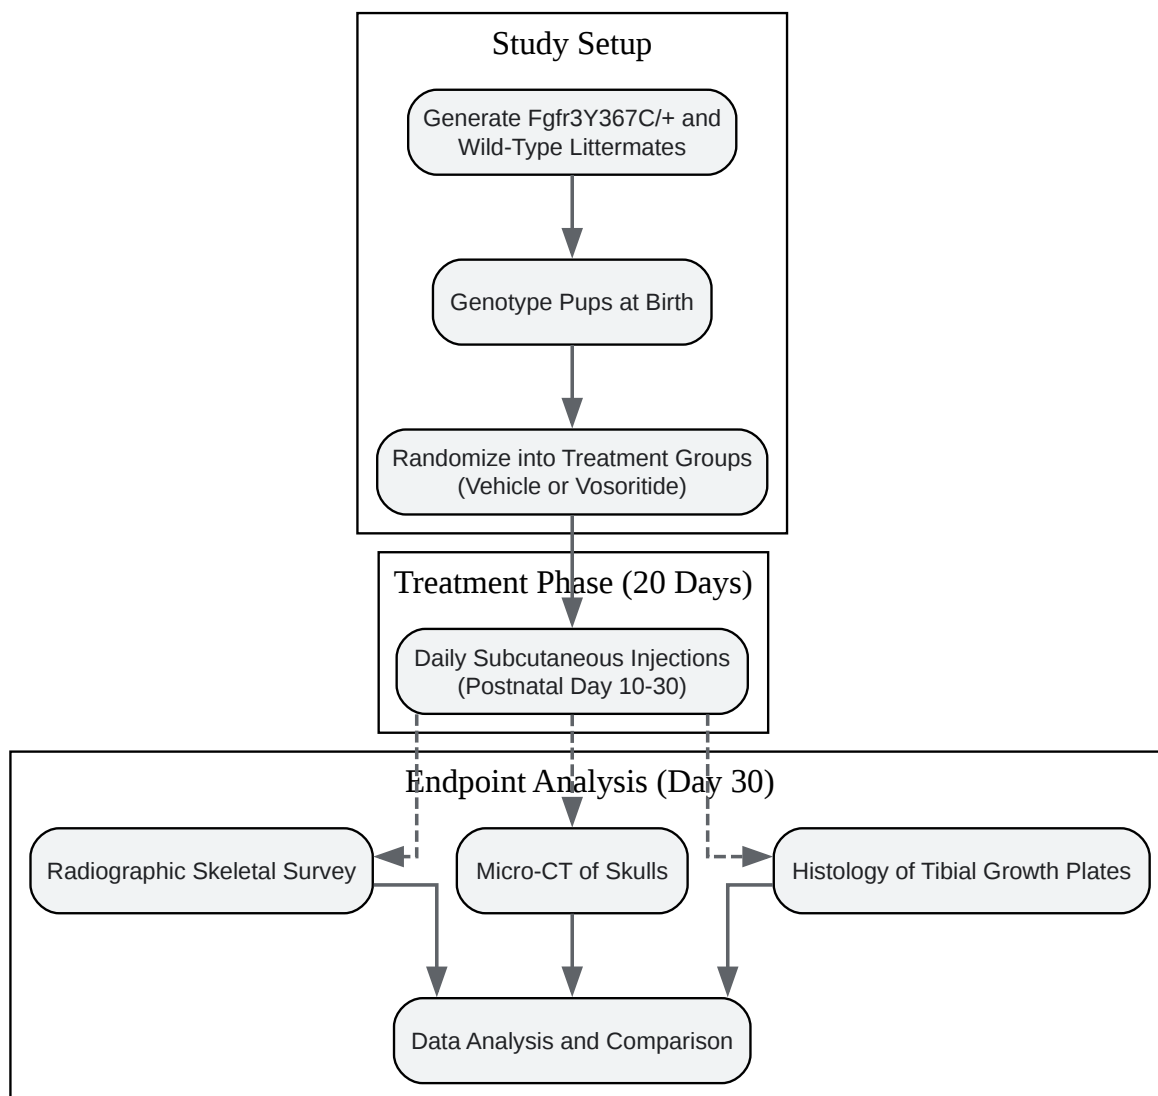 Study Setup
Generate Fgfr3Y367C/+ and
Wild-Type Littermates
Genotype Pups at Birth
Randomize into Treatment Groups
(Vehicle or Vosoritide)
Treatment Phase (20 Days)
Daily Subcutaneous Injections
(Postnatal Day 10-30)
Endpoint Analysis (Day 30)
Radiographic Skeletal Survey
Micro-CT of Skulls
Histology of Tibial Growth Plates
Data Analysis and Comparison